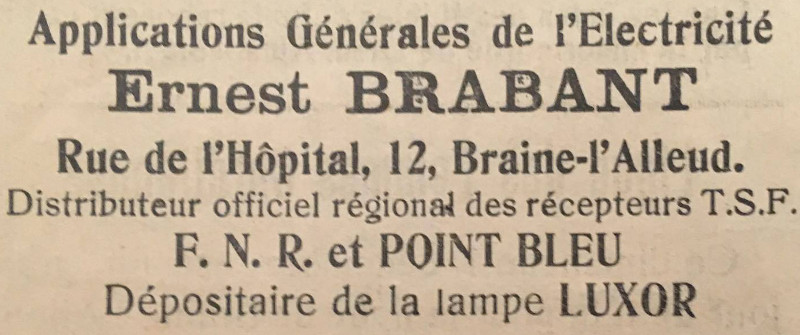 Applications Générales de l'Electricité
Ernest BRABANT
Rue de l'Hôpital, 12, Braine-l'Alleud.
Distributeur officiel régional des récepteurs T.S.F.
F. N. R. et POINT BLEU
Dépositaire de la lampe LUXOR